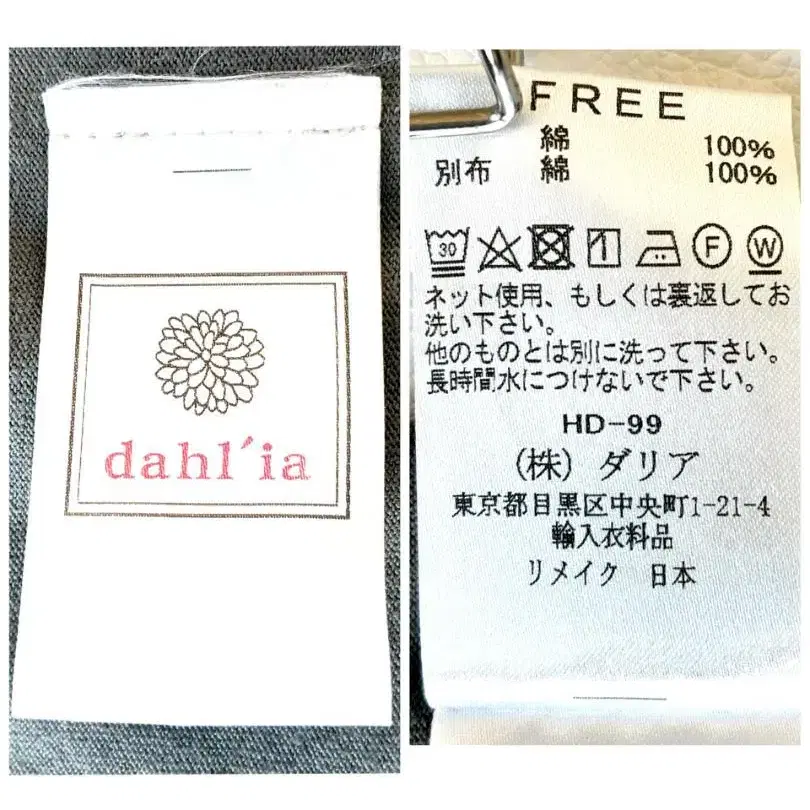 dahl'ia
FREE
綿 100%
別布 綿 100%
30 F W
ネット使用、もしくは裏返してお
洗い下さい。
他のものとは別に洗って下さい。
長時間水につけないで下さい。
HD-99
(株) ダリア
東京都目黒区中央町1-21-4
輸入衣料品
リメイク 日本